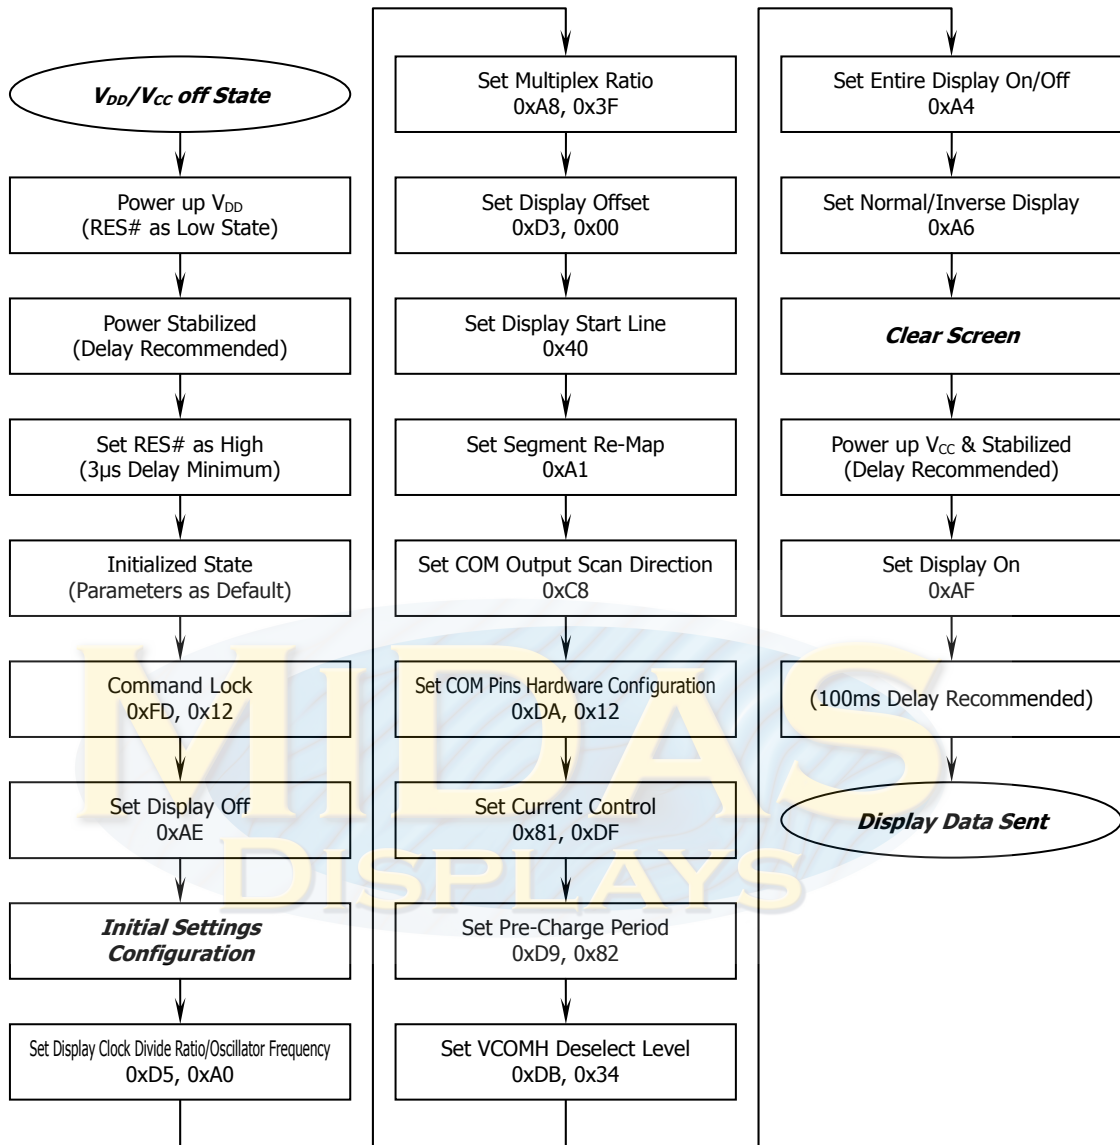 V_DD/V_CC off State
Power up V_DD
(RES# as Low State)
Power Stabilized
(Delay Recommended)
Set RES# as High
(3µs Delay Minimum)
Initialized State
(Parameters as Default)
Command Lock
0xFD, 0x12
Set Display Off
0xAE
Initial Settings
Configuration
Set Display Clock Divide Ratio/Oscillator Frequency
0xD5, 0xA0
Set Multiplex Ratio
0xA8, 0x3F
Set Display Offset
0xD3, 0x00
Set Display Start Line
0x40
Set Segment Re-Map
0xA1
Set COM Output Scan Direction
0xC8
Set COM Pins Hardware Configuration
0xDA, 0x12
Set Current Control
0x81, 0xDF
Set Pre-Charge Period
0xD9, 0x82
Set VCOMH Deselect Level
0xDB, 0x34
Set Entire Display On/Off
0xA4
Set Normal/Inverse Display
0xA6
Clear Screen
Power up V_CC & Stabilized
(Delay Recommended)
Set Display On
0xAF
(100ms Delay Recommended)
Display Data Sent
MIDAS
DISPLAYS